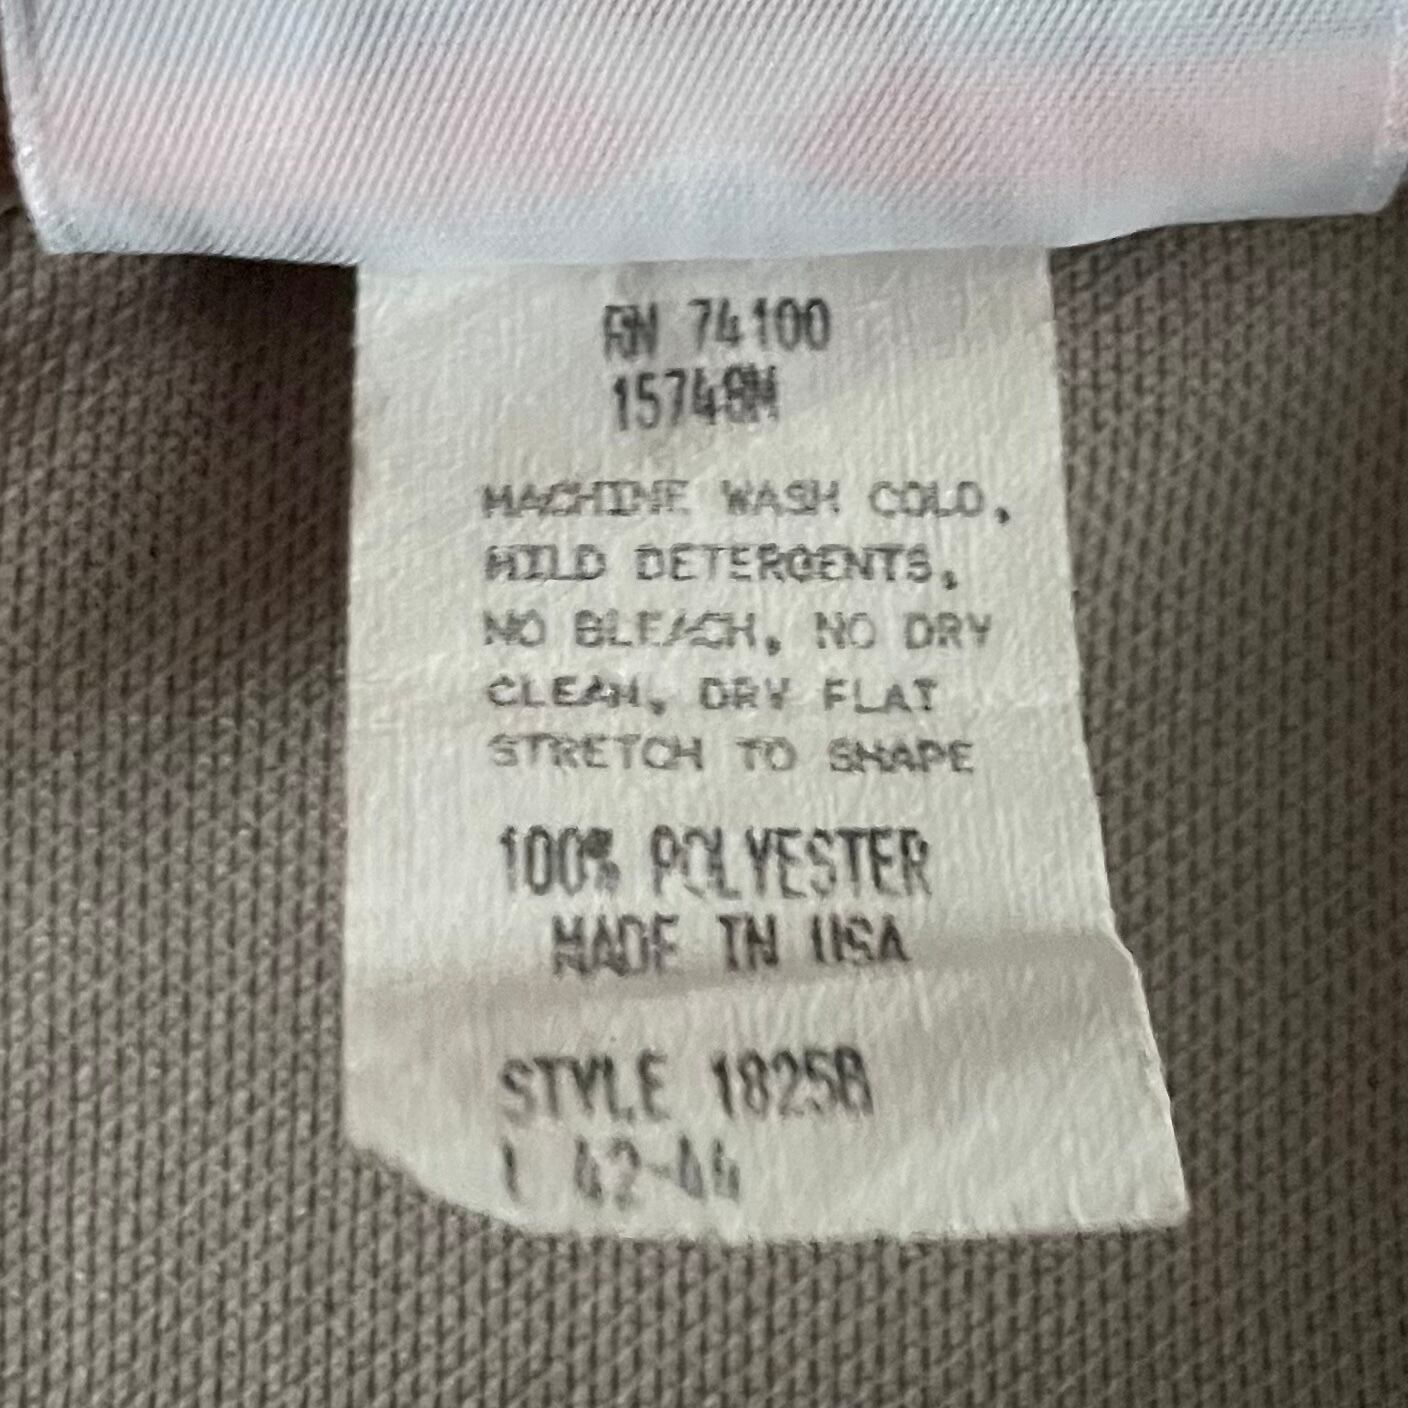 RN 74100
15748M
MACHINE WASH COLD,
MILD DETERGENTS,
NO BLEACH, NO DRY
CLEAN, DRY FLAT
STRETCH TO SHAPE
100% POLYESTER
MADE IN USA
STYLE 1825B
L 42-44